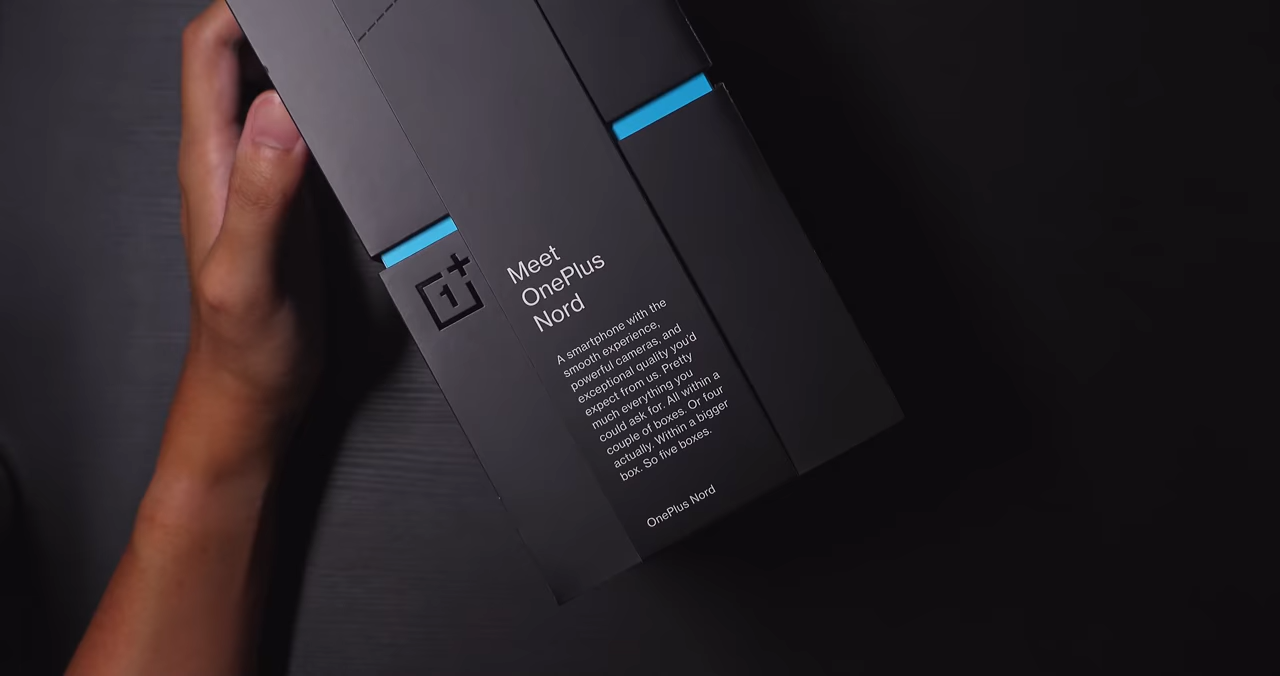 1+
Meet
OnePlus
Nord
A smartphone with the
smooth experience,
powerful cameras, and
exceptional quality you'd
expect from us. Pretty
much everything you
could ask for. All within a
couple of boxes. Or four
actually. Within a bigger
box. So five boxes.
OnePlus Nord